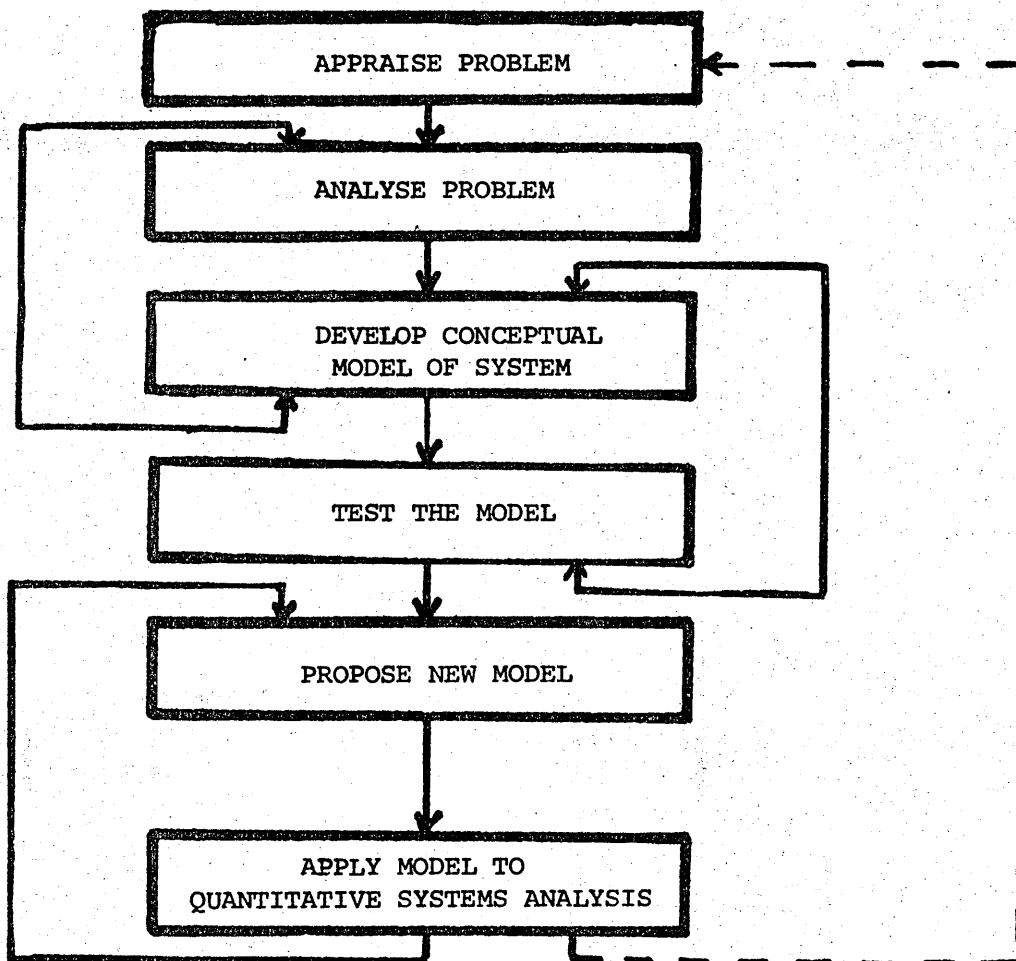 APPRAISE PROBLEM
ANALYSE PROBLEM
DEVELOP CONCEPTUAL
MODEL OF SYSTEM
TEST THE MODEL
PROPOSE NEW MODEL
APPLY MODEL TO
QUANTITATIVE SYSTEMS ANALYSIS